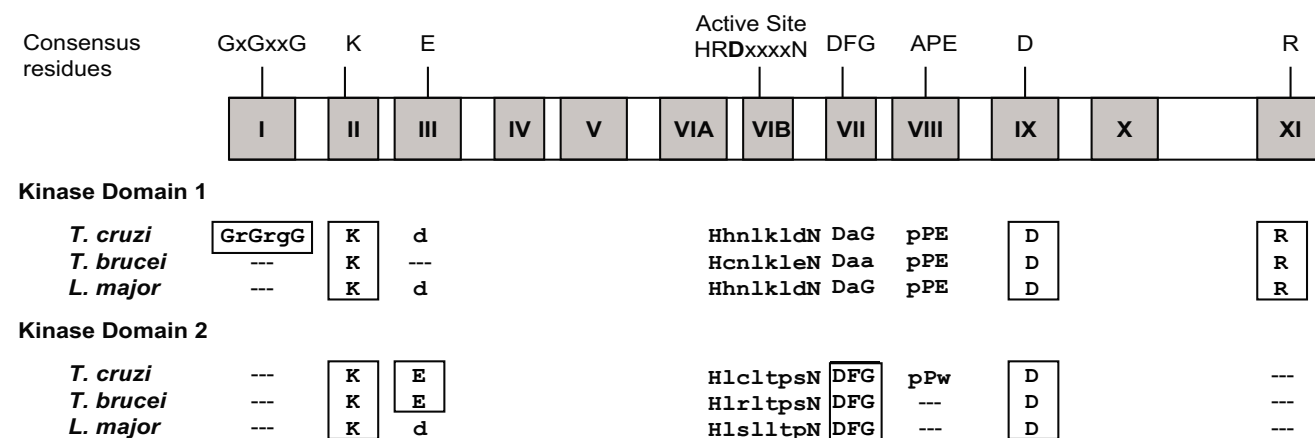 Active Site
Consensus GxGxxG K E HRDxxxxN DFG APE D R
residues
I II III IV V VIA VIB VII VIII IX X XI
Kinase Domain 1
T. cruzi GrGrgG K d HhnlkldN DaG pPE D R
T. brucei --- K --- HcnlkleN Daa pPE D R
L. major --- K d HhnlkldN DaG pPE D R
Kinase Domain 2
T. cruzi --- K E HlcltpsN DFG pPw D ---
T. brucei --- K E HlrltpsN DFG --- D ---
L. major --- K d HlslltpN DFG --- D ---